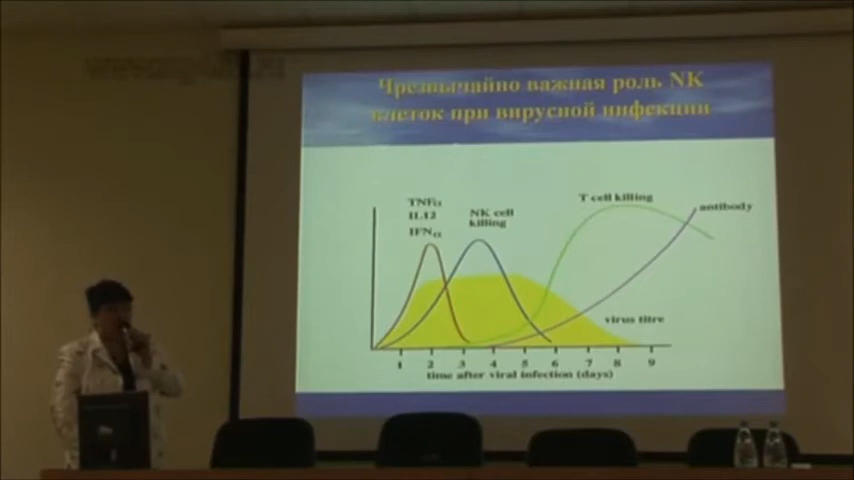 Чрезвычайно важная роль NK
клеток при вирусной инфекции
TNFα
IL12
IFNα
NK cell
killing
T cell killing
antibody
virus titre
1 2 3 4 5 6 7 8 9
time after viral infection (days)